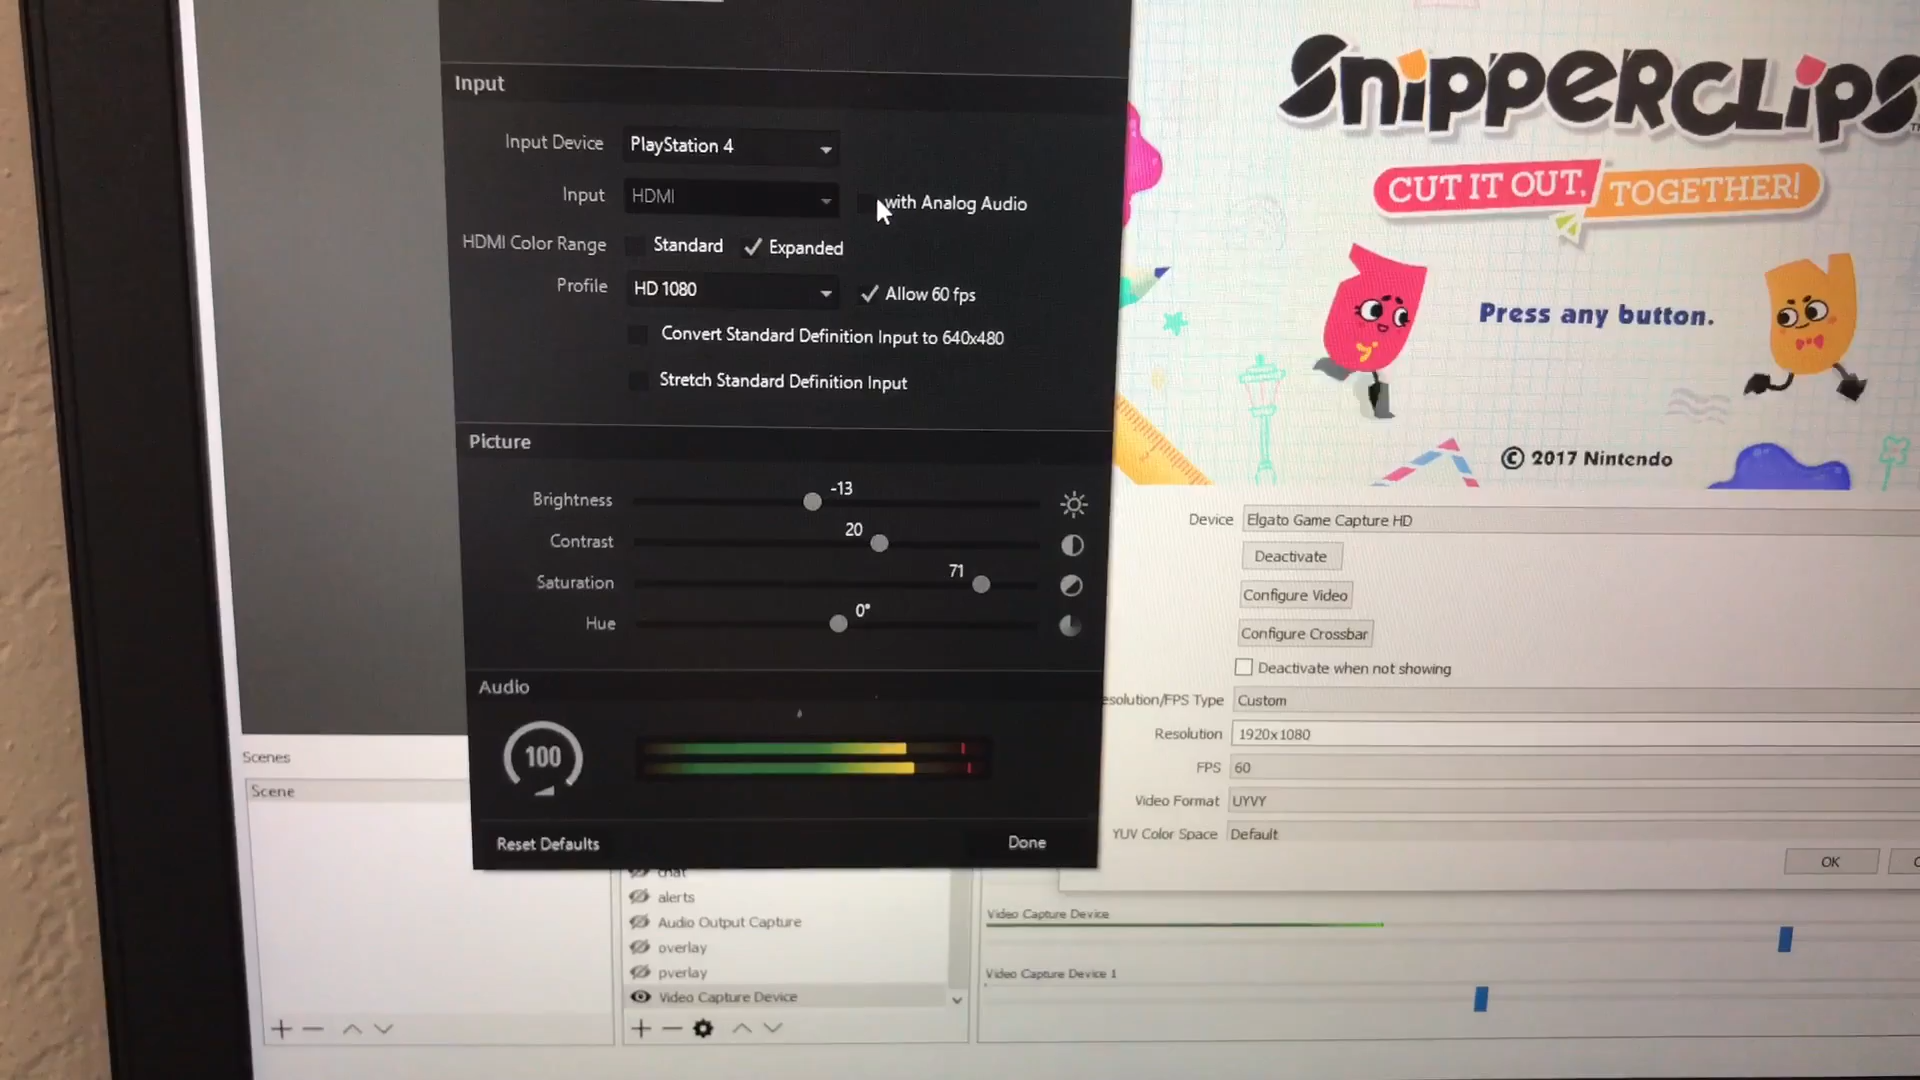 Input
Input Device PlayStation 4
Input HDMI with Analog Audio
HDMI Color Range Standard Expanded
Profile HD 1080 Allow 60 fps
Convert Standard Definition Input to 640x480
Stretch Standard Definition Input
Picture
Brightness -13
Contrast 20
Saturation 71
Hue 0°
Audio
100
Reset Defaults Done
SNIPPERCLIPS
CUT IT OUT, TOGETHER!
Press any button.
© 2017 Nintendo
Device Elgato Game Capture HD
Deactivate
Configure Video
Configure Crossbar
Deactivate when not showing
esolution/FPS Type Custom
Resolution 1920x1080
FPS 60
Video Format UYVY
YUV Color Space Default
OK
Scenes
Scene
chat
alerts
Audio Output Capture
overlay
pverlay
Video Capture Device
Video Capture Device
Video Capture Device 1